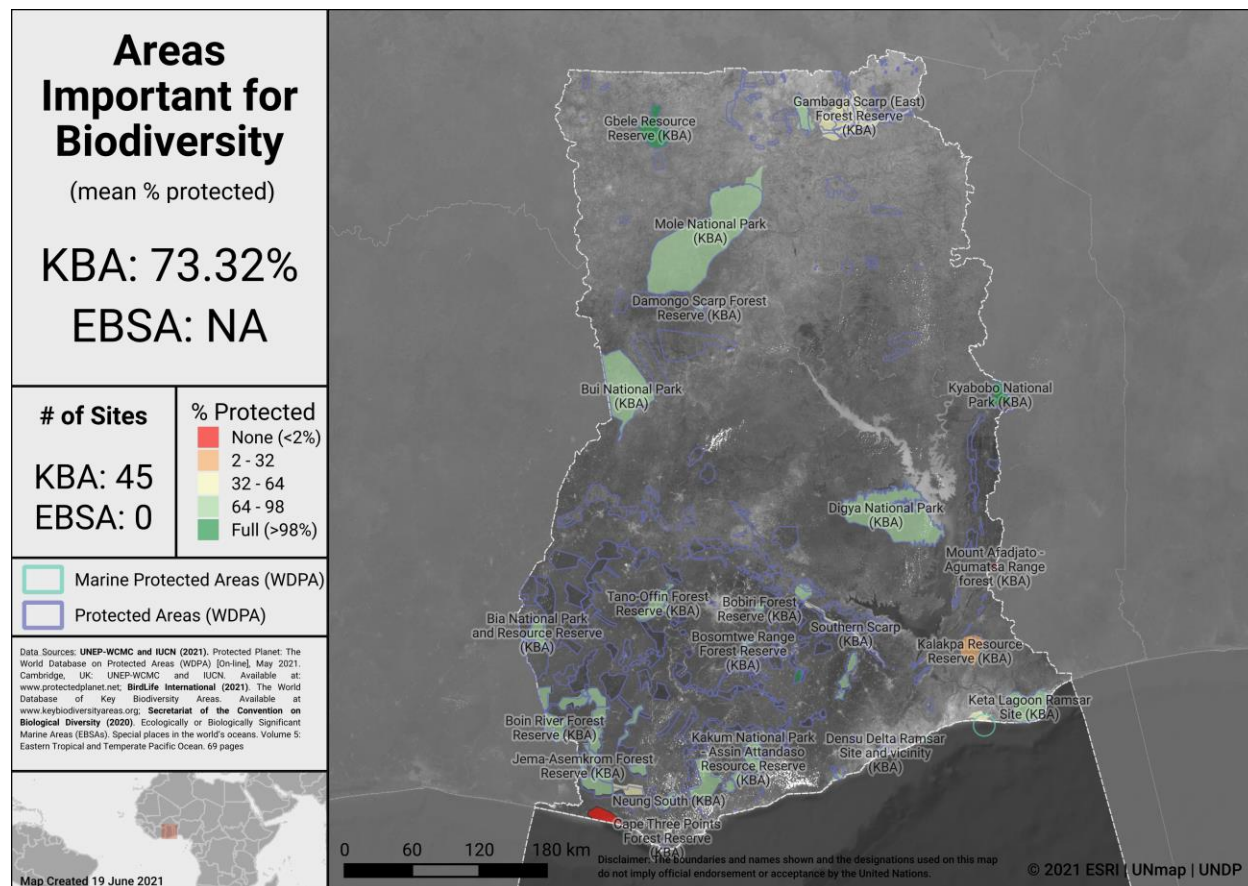 Areas
Important for
Biodiversity
(mean % protected)
KBA: 73.32%
EBSA: NA
# of Sites
KBA: 45
EBSA: 0
% Protected
None (<2%)
2 - 32
32 - 64
64 - 98
Full (>98%)
Marine Protected Areas (WDPA)
Protected Areas (WDPA)
Data Sources: UNEP-WCMC and IUCN (2021). Protected Planet: The
World Database on Protected Areas (WDPA) [On-line], May 2021.
Cambridge, UK: UNEP-WCMC and IUCN. Available at:
www.protectedplanet.net; BirdLife International (2021). The World
Database of Key Biodiversity Areas. Available at
www.keybiodiversityareas.org; Secretariat of the Convention on
Biological Diversity (2020). Ecologically or Biologically Significant
Marine Areas (EBSAs). Special places in the world's oceans. Volume 5:
Eastern Tropical and Temperate Pacific Ocean. 69 pages
Map Created 19 June 2021
Gbele Resource
Reserve (KBA)
Gambaga Scarp (East)
Forest Reserve
(KBA)
Mole National Park
(KBA)
Damongo Scarp Forest
Reserve (KBA)
Bui National Park
(KBA)
Kyabobo National
Park (KBA)
Digya National Park
(KBA)
Mount Afadjato -
Agumatsa Range
forest (KBA)
Tano-Offin Forest
Reserve (KBA)
Bobiri Forest
Reserve (KBA)
Bia National Park
and Resource Reserve
(KBA)
Bosomtwe Range
Forest Reserve
(KBA)
Southern Scarp
(KBA)
Kalakpa Resource
Reserve (KBA)
Keta Lagoon Ramsar
Site (KBA)
Boin River Forest
Reserve (KBA)
Kakum National Park
- Assin Attandaso
Resource Reserve
(KBA)
Densu Delta Ramsar
Site and vicinity
(KBA)
Jema-Asemkrom Forest
Reserve (KBA)
Neung South (KBA)
Cape Three Points
Forest Reserve
(KBA)
0 60 120 180 km
Disclaimer: The boundaries and names shown and the designations used on this map
do not imply official endorsement or acceptance by the United Nations.
© 2021 ESRI | UNmap | UNDP